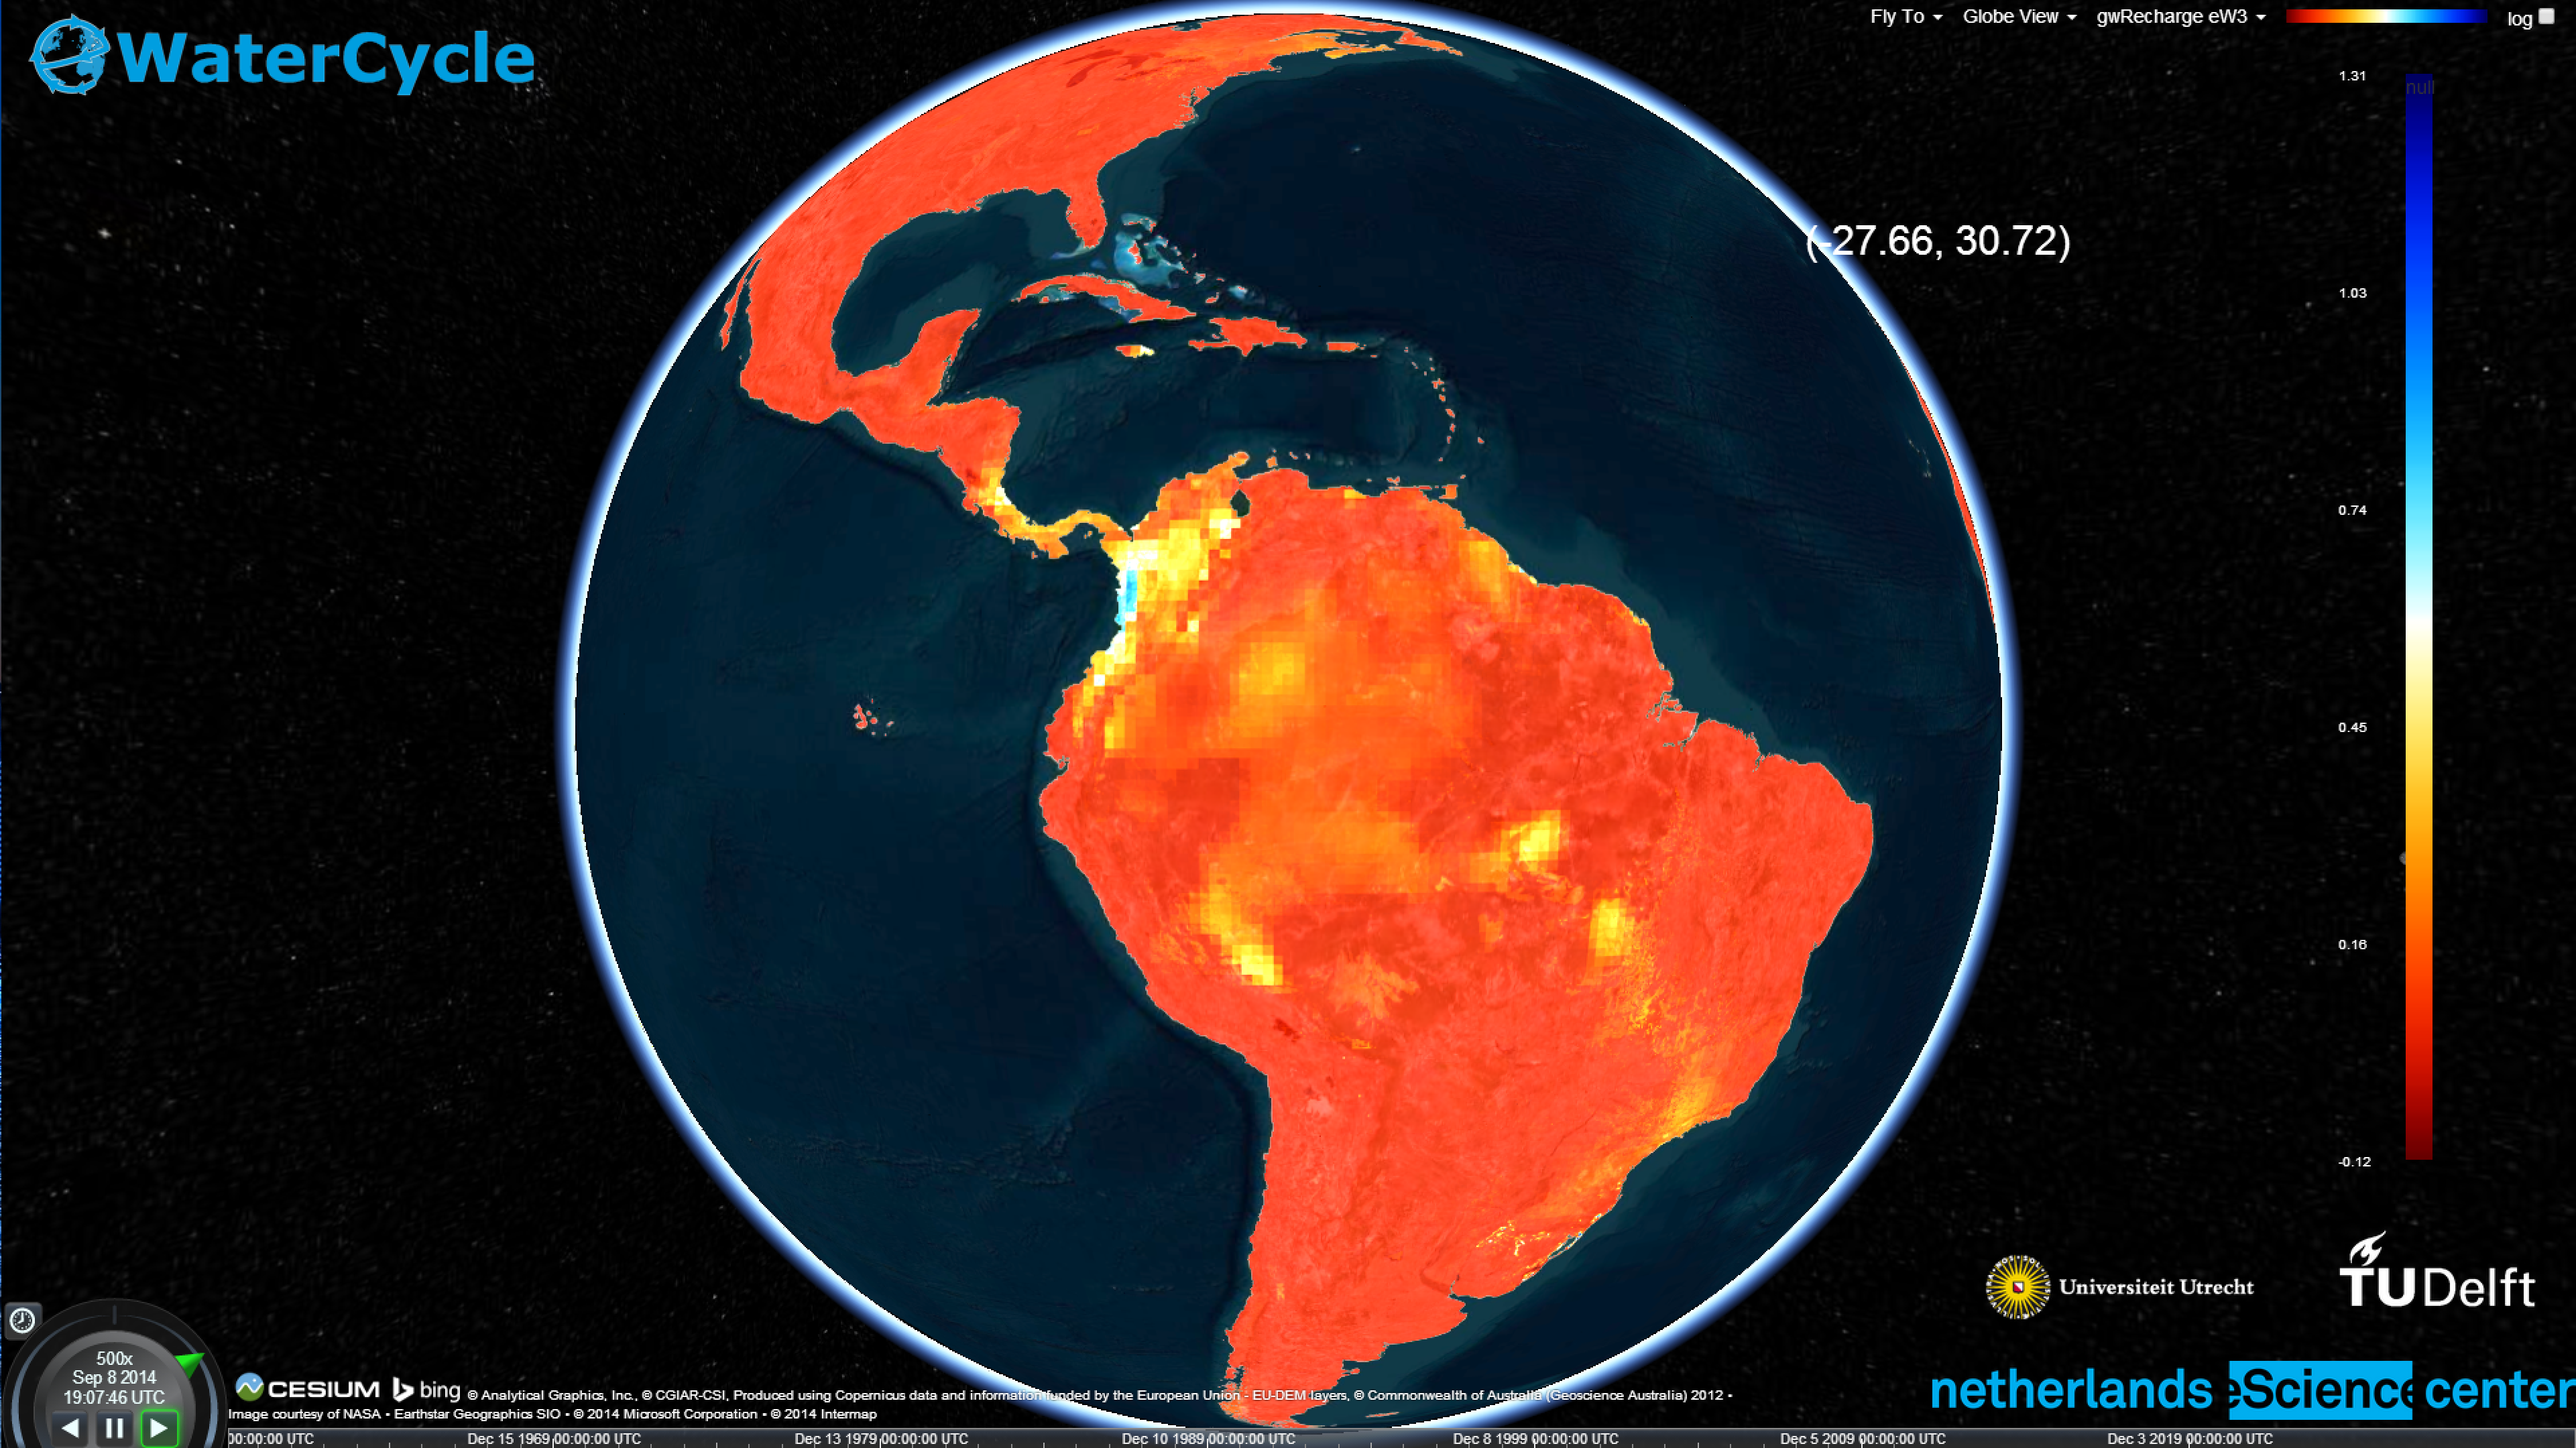 WaterCycle
Fly To
Globe View
gwRecharge eW3
log
1.31
null
1.03
0.74
0.45
0.16
-0.12
(-27.66, 30.72)
Universiteit Utrecht
TUDelft
netherlands eScience center
500x
Sep 8 2014
19:07:46 UTC
CESIUM bing © Analytical Graphics, Inc., © CGIAR-CSI, Produced using Copernicus data and information funded by the European Union - EU-DEM layers, © Commonwealth of Australia (Geoscience Australia) 2012 •
Image courtesy of NASA • Earthstar Geographics SIO • © 2014 Microsoft Corporation • © 2014 Intermap
00:00:00 UTC
Dec 15 1969 00:00:00 UTC
Dec 13 1979 00:00:00 UTC
Dec 10 1989 00:00:00 UTC
Dec 8 1999 00:00:00 UTC
Dec 5 2009 00:00:00 UTC
Dec 3 2019 00:00:00 UTC